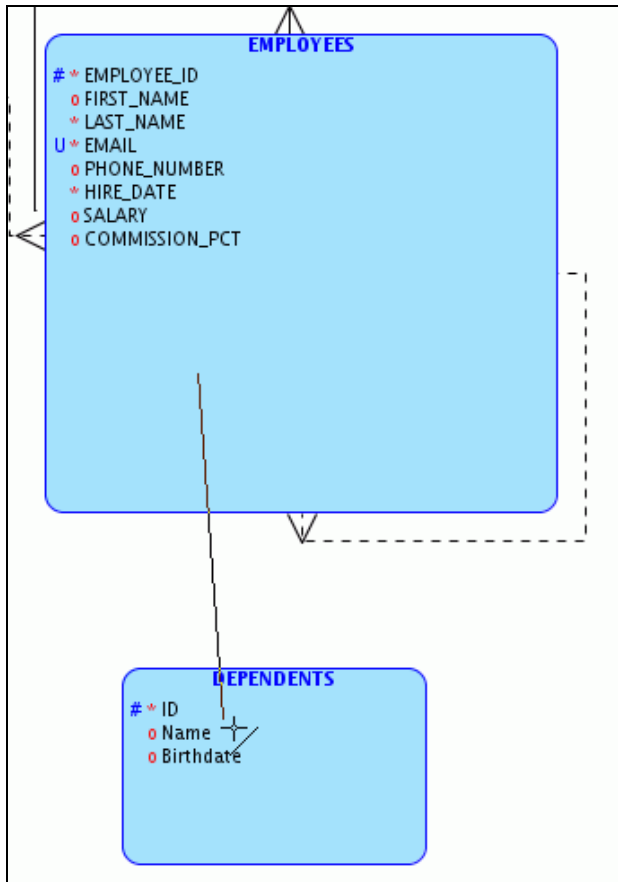 EMPLOYEES
# * EMPLOYEE_ID
o FIRST_NAME
* LAST_NAME
U * EMAIL
o PHONE_NUMBER
* HIRE_DATE
o SALARY
o COMMISSION_PCT
DEPENDENTS
# * ID
o Name
o Birthdate